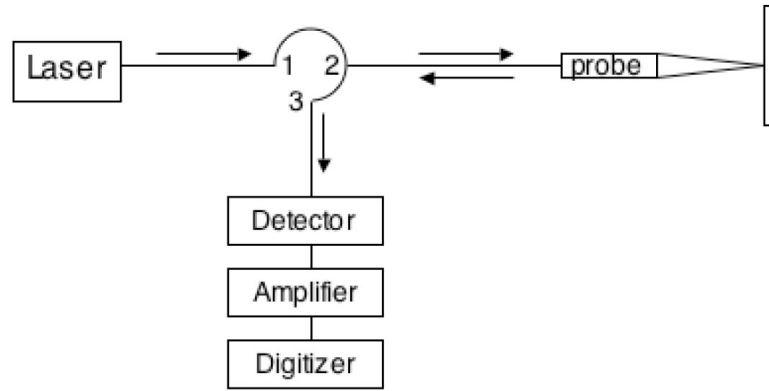 Laser
1 2
3
probe
Detector
Amplifier
Digitizer